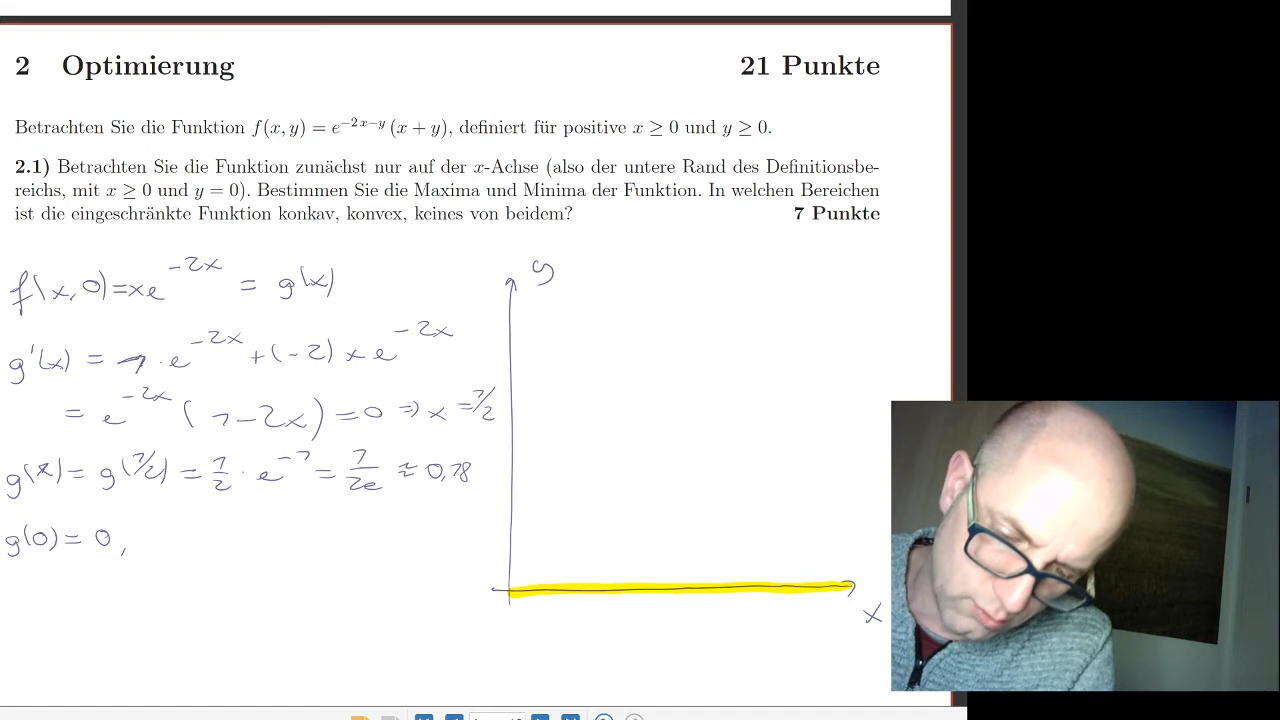 2 Optimierung 21 Punkte
Betrachten Sie die Funktion f(x, y) = e^{−2x−y} (x + y), definiert für positive x ≥ 0 und y ≥ 0.
2.1) Betrachten Sie die Funktion zunächst nur auf der x-Achse (also der untere Rand des Definitionsbe-
reichs, mit x ≥ 0 und y = 0). Bestimmen Sie die Maxima und Minima der Funktion. In welchen Bereichen
ist die eingeschränkte Funktion konkav, konvex, keines von beidem? 7 Punkte
f(x,0)=xe^{-2x} = g(x)
g'(x) = 1·e^{-2x} +(-2) x e^{-2x}
= e^{-2x} (1-2x) = 0 => x = 1/2
g(x) = g(1/2) = 1/2 · e^{-1} = 1/2e ≈ 0,18
g(0) = 0,
y
x